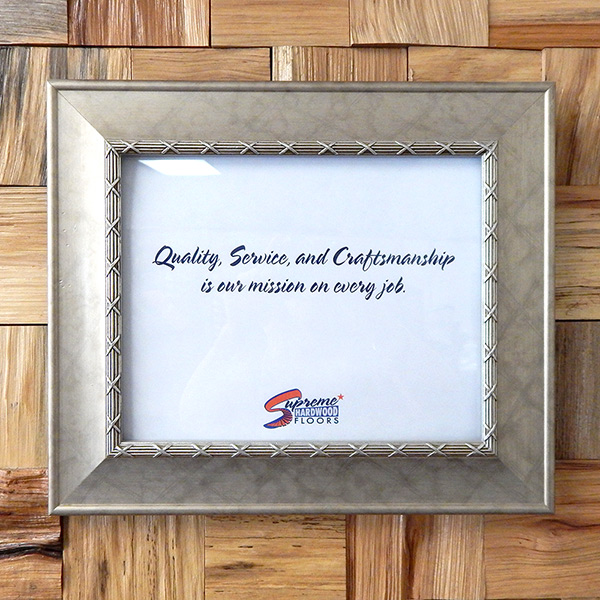 Quality, Service, and Craftsmanship
is our mission on every job.
Supreme
HARDWOOD
FLOORS